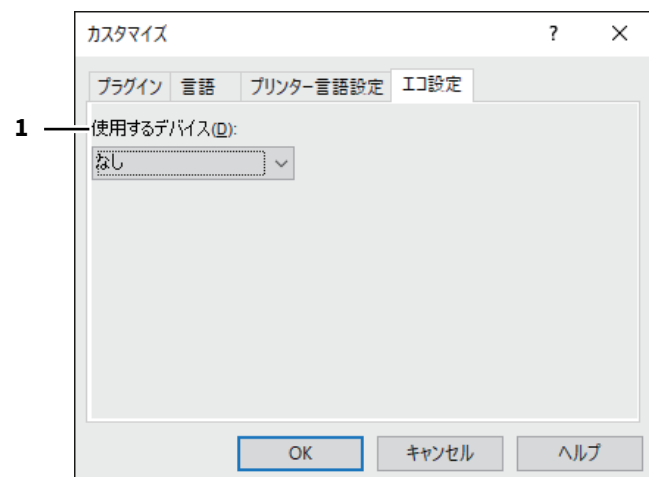 カスタマイズ ? ×
プラグイン 言語 プリンター言語設定 エコ設定
1
使用するデバイス(D):
なし
OK キャンセル ヘルプ